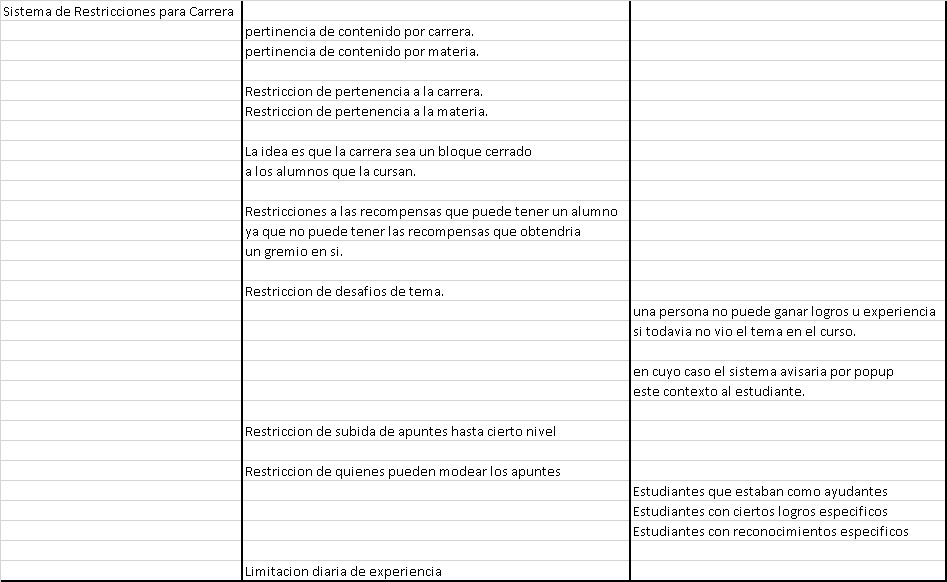 Sistema de Restricciones para Carrera
pertinencia de contenido por carrera.
pertinencia de contenido por materia.
Restriccion de pertenencia a la carrera.
Restriccion de pertenencia a la materia.
La idea es que la carrera sea un bloque cerrado
a los alumnos que la cursan.
Restricciones a las recompensas que puede tener un alumno
ya que no puede tener las recompensas que obtendria
un gremio en si.
Restriccion de desafios de tema.
una persona no puede ganar logros u experiencia
si todavia no vio el tema en el curso.
en cuyo caso el sistema avisaria por popup
este contexto al estudiante.
Restriccion de subida de apuntes hasta cierto nivel
Restriccion de quienes pueden modear los apuntes
Estudiantes que estaban como ayudantes
Estudiantes con ciertos logros especificos
Estudiantes con reconocimientos especificos
Limitacion diaria de experiencia